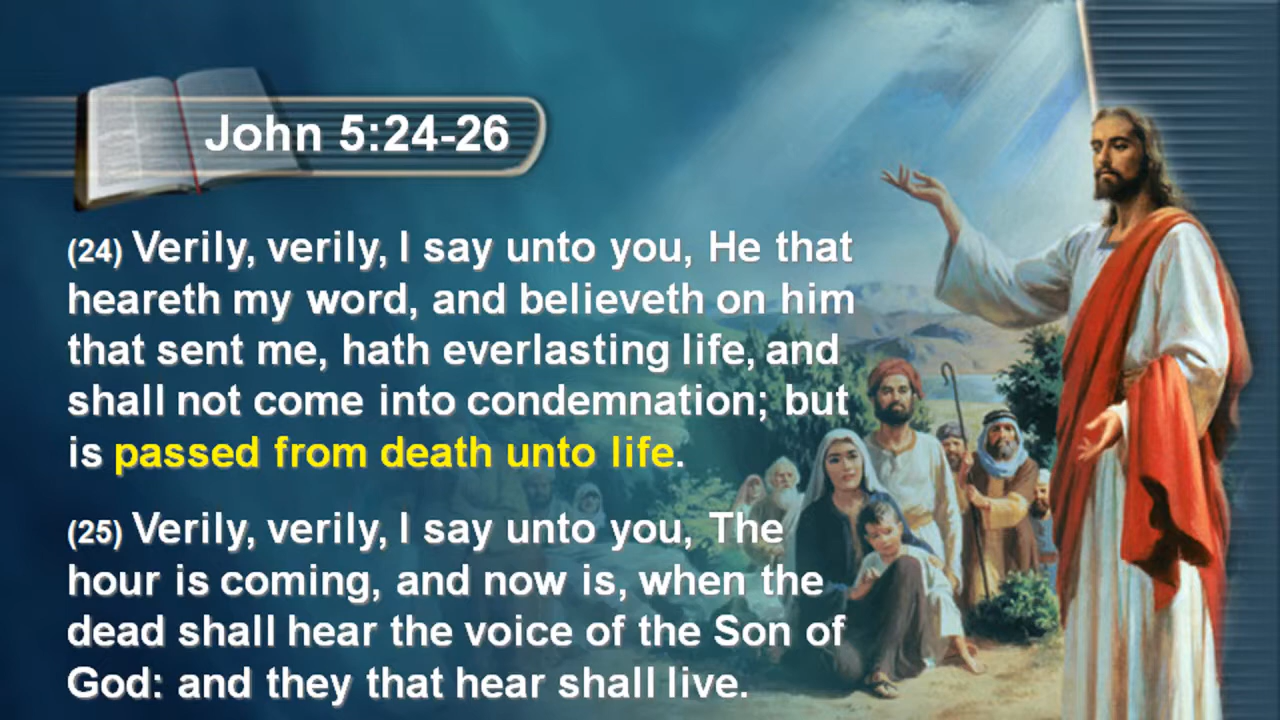 John 5:24-26
(24) Verily, verily, I say unto you, He that
heareth my word, and believeth on him
that sent me, hath everlasting life, and
shall not come into condemnation; but
is passed from death unto life.
(25) Verily, verily, I say unto you, The
hour is coming, and now is, when the
dead shall hear the voice of the Son of
God: and they that hear shall live.